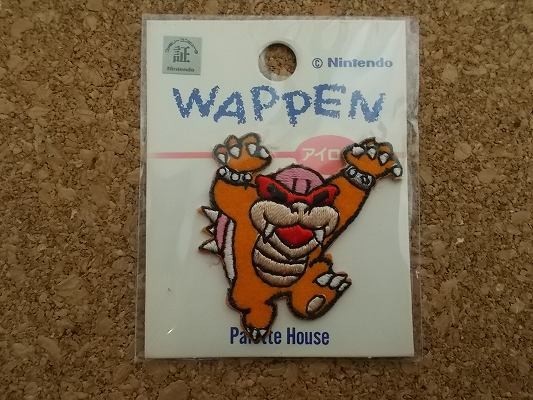 証
Nintendo
© Nintendo
WAPPEN
アイロ
Palette House